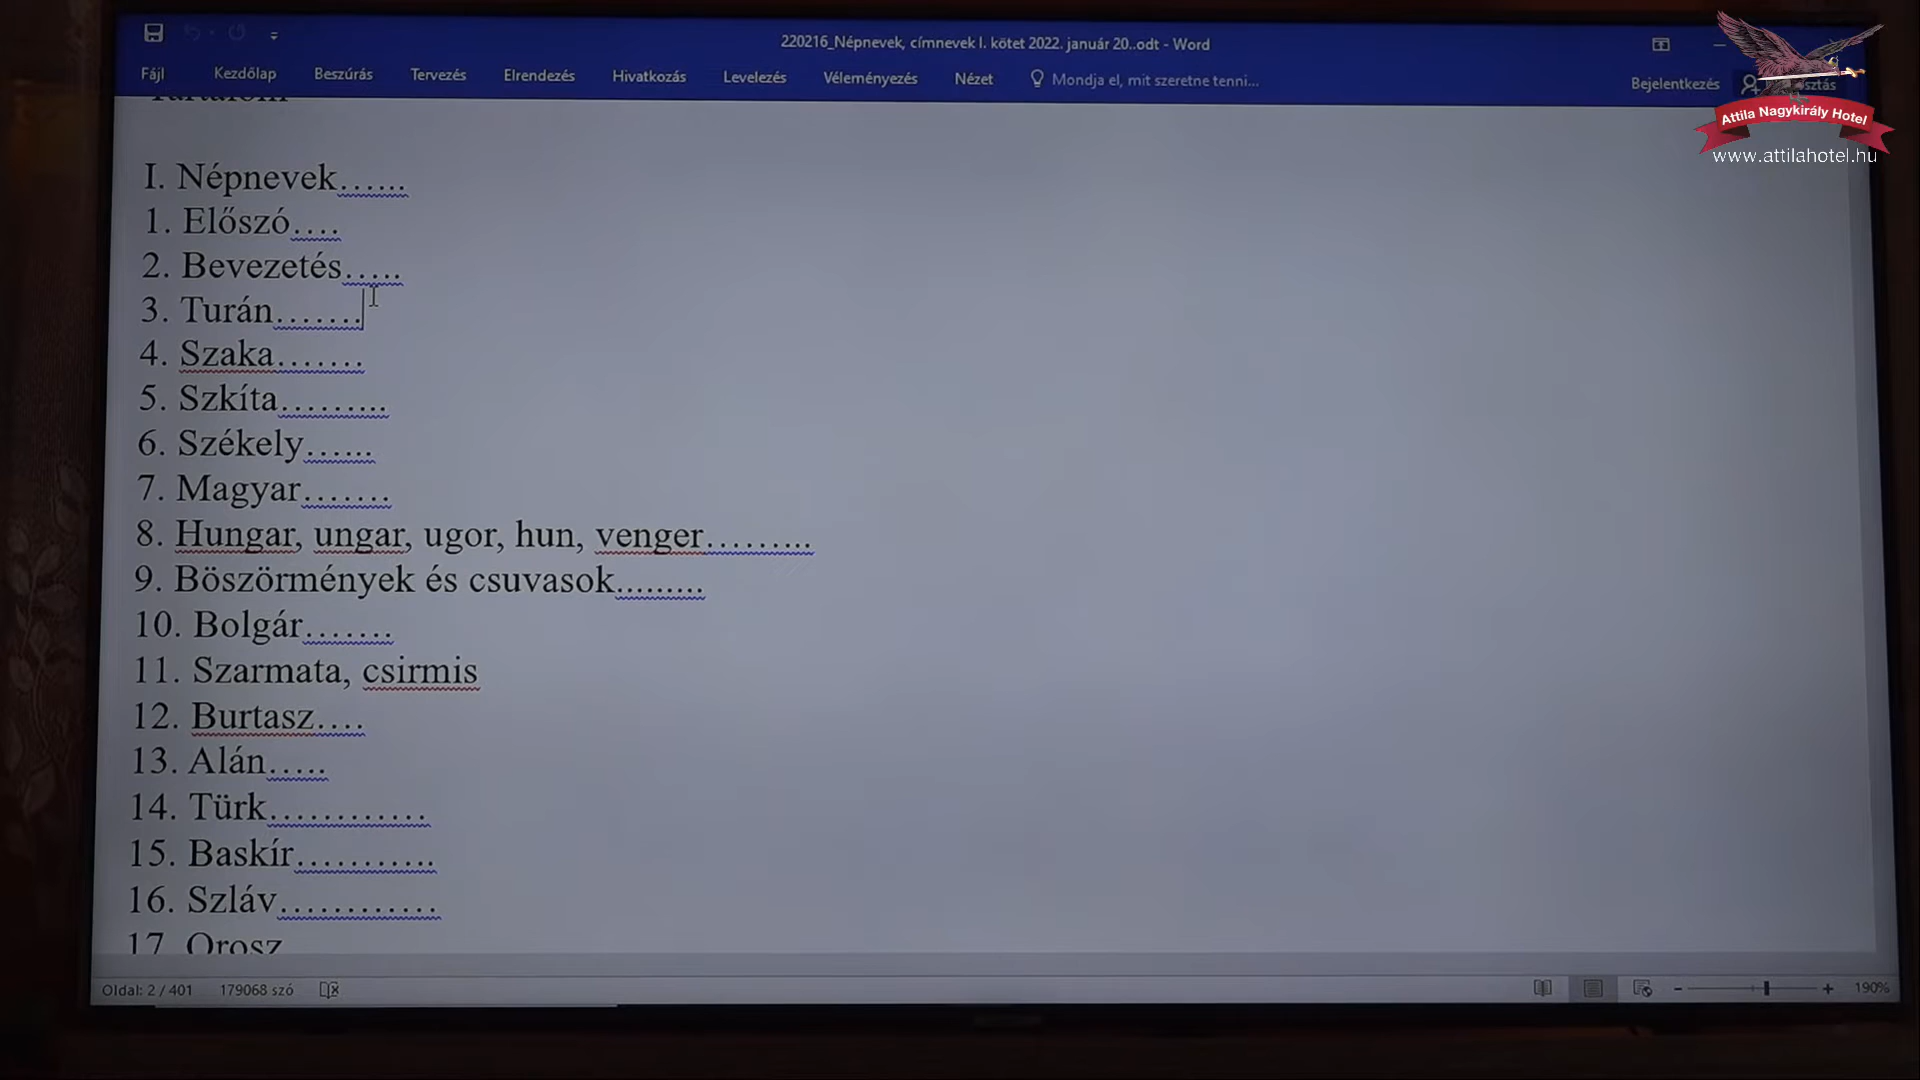 220216_Népnevek, címnevek I. kötet 2022. január 20..odt - Word
Fájl Kezdőlap Beszúrás Tervezés Elrendezés Hivatkozás Levelezés Véleményezés Nézet Mondja el, mit szeretne tenni... Bejelentkezés
Attila Nagykirály Hotel
www.attilahotel.hu
Tartalom
I. Népnevek......
1. Előszó....
2. Bevezetés.....
3. Turán.......
4. Szaka.......
5. Szkíta.........
6. Székely......
7. Magyar.......
8. Hungar, ungar, ugor, hun, venger.........
9. Böszörmények és csuvasok.........
10. Bolgár.......
11. Szarmata, csirmis
12. Burtasz....
13. Alán.....
14. Türk............
15. Baskír...........
16. Szláv............
17. Orosz
Oldal: 2 / 401 179068 szó 190%